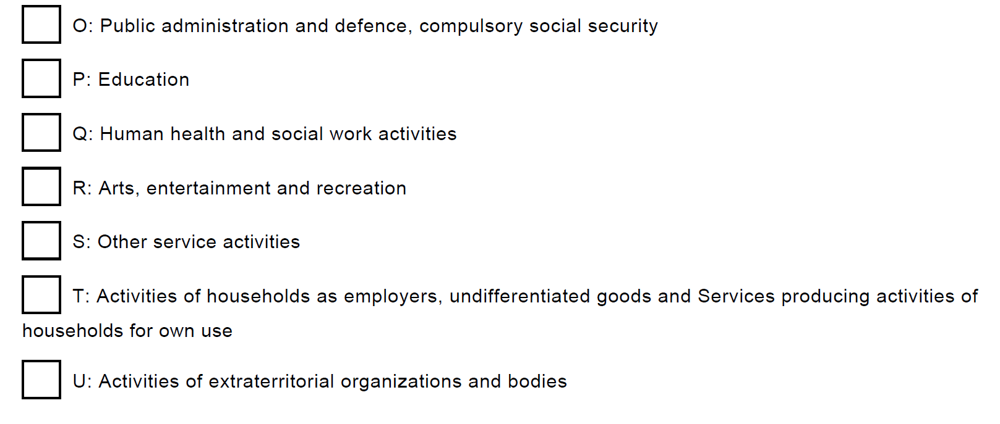 O: Public administration and defence, compulsory social security
P: Education
Q: Human health and social work activities
R: Arts, entertainment and recreation
S: Other service activities
T: Activities of households as employers, undifferentiated goods and Services producing activities of
households for own use
U: Activities of extraterritorial organizations and bodies